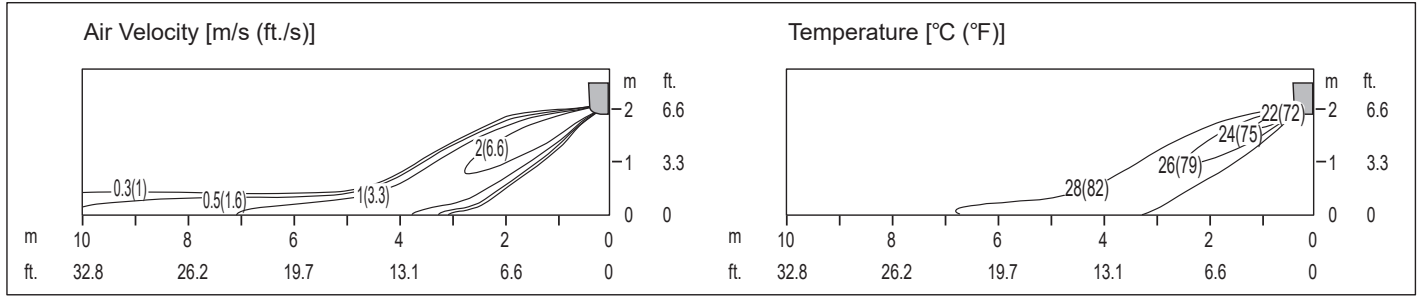 Air Velocity [m/s (ft./s)]
m ft.
2 6.6
2(6.6)
1 3.3
0.3(1) 0.5(1.6) 1(3.3)
0 0
m 10 8 6 4 2 0
ft. 32.8 26.2 19.7 13.1 6.6 0
Temperature [°C (°F)]
m ft.
22(72) 2 6.6
24(75)
26(79) 1 3.3
28(82)
0 0
m 10 8 6 4 2 0
ft. 32.8 26.2 19.7 13.1 6.6 0